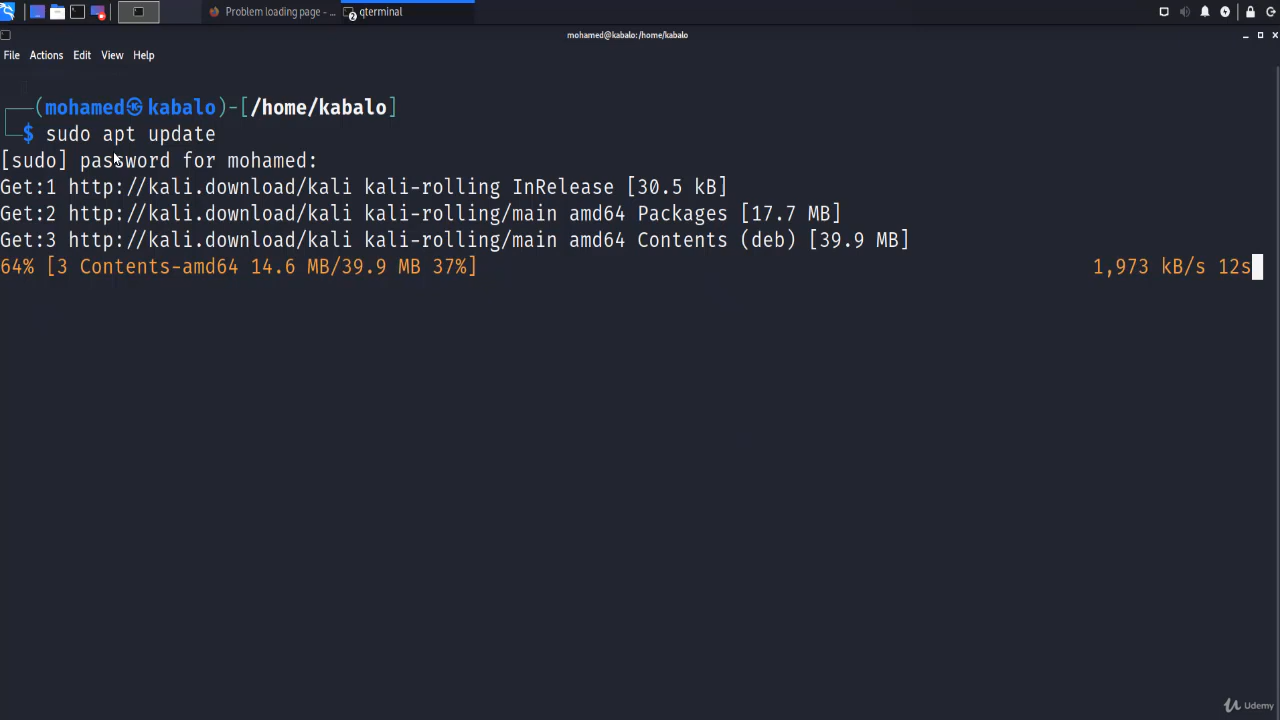 Problem loading page - ...
qterminal
2
mohamed@kabalo:/home/kabalo
File Actions Edit View Help
(mohamed㉿kabalo)-[/home/kabalo]
$ sudo apt update
[sudo] password for mohamed:
Get:1 http://kali.download/kali kali-rolling InRelease [30.5 kB]
Get:2 http://kali.download/kali kali-rolling/main amd64 Packages [17.7 MB]
Get:3 http://kali.download/kali kali-rolling/main amd64 Contents (deb) [39.9 MB]
64% [3 Contents-amd64 14.6 MB/39.9 MB 37%] 1,973 kB/s 12s
Udemy